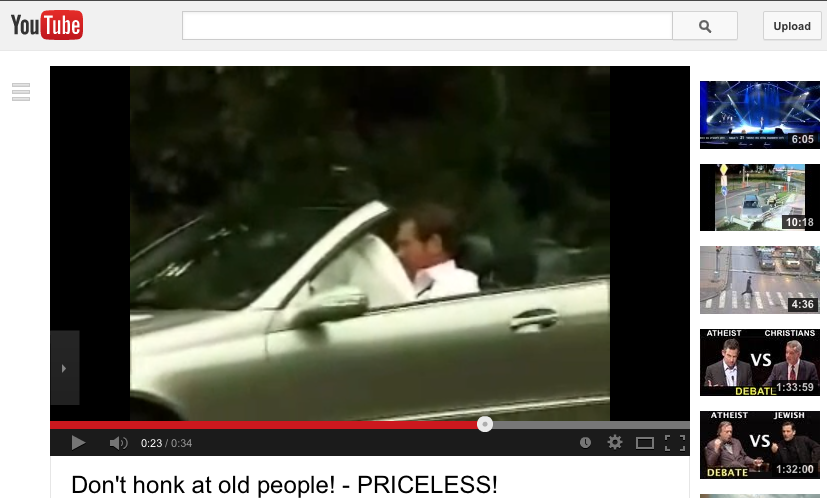 YouTube
Upload
6:05
10:18
4:36
ATHEIST CHRISTIANS
VS
DEBATE
1:33:59
ATHEIST JEWISH
VS
DEBATE
1:32:00
0:23 / 0:34
Don't honk at old people! - PRICELESS!